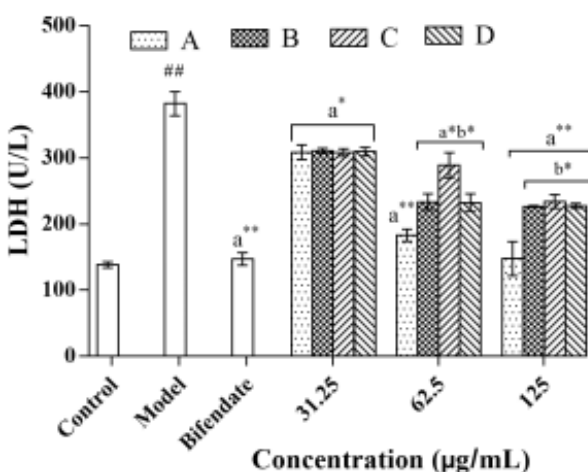 A B C D
500
400
300
200
100
0
LDH (U/L)
##
a**
a*
a**
a*b*
a**
b*
Control
Model
Bifendate
31.25
62.5
125
Concentration (μg/mL)